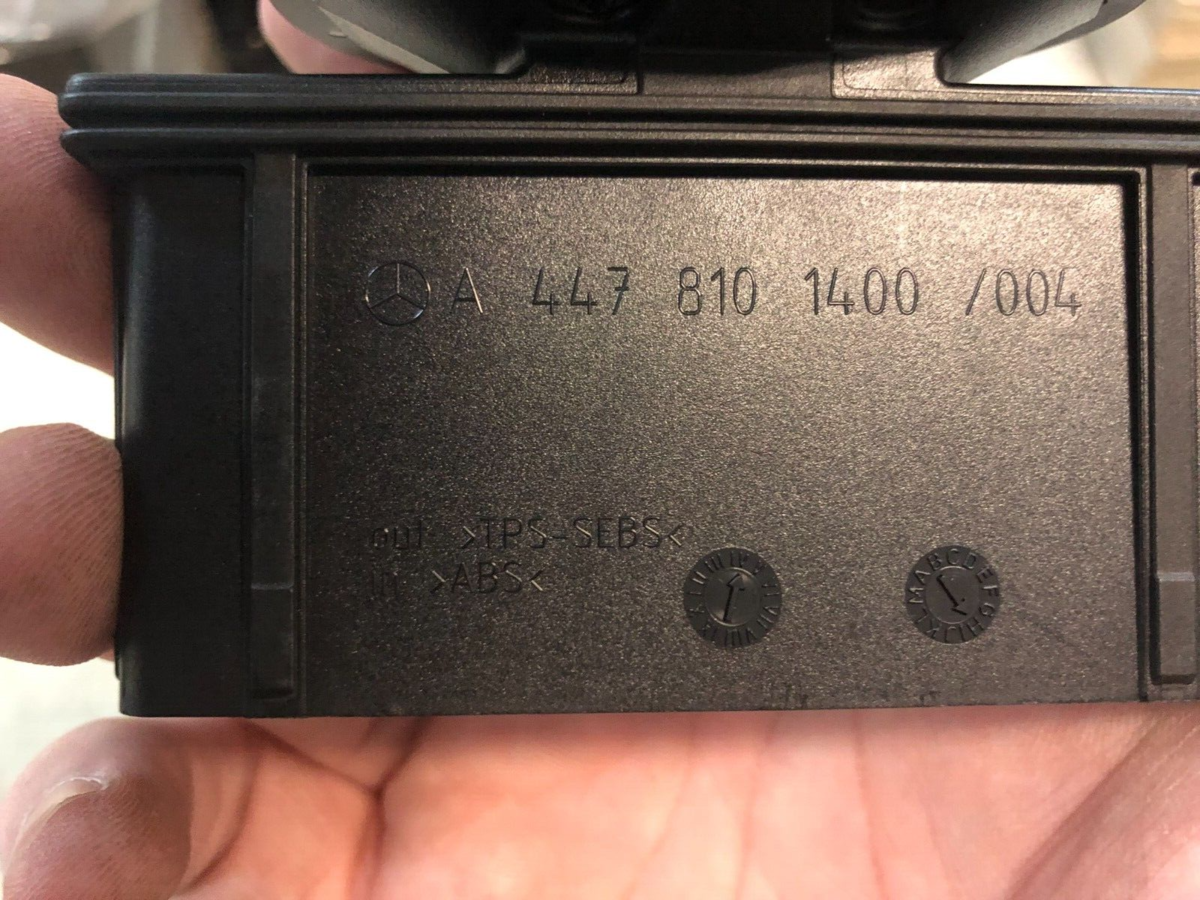 A 447 810 1400 /004
out >TPS-SEBS<
in >ABS<